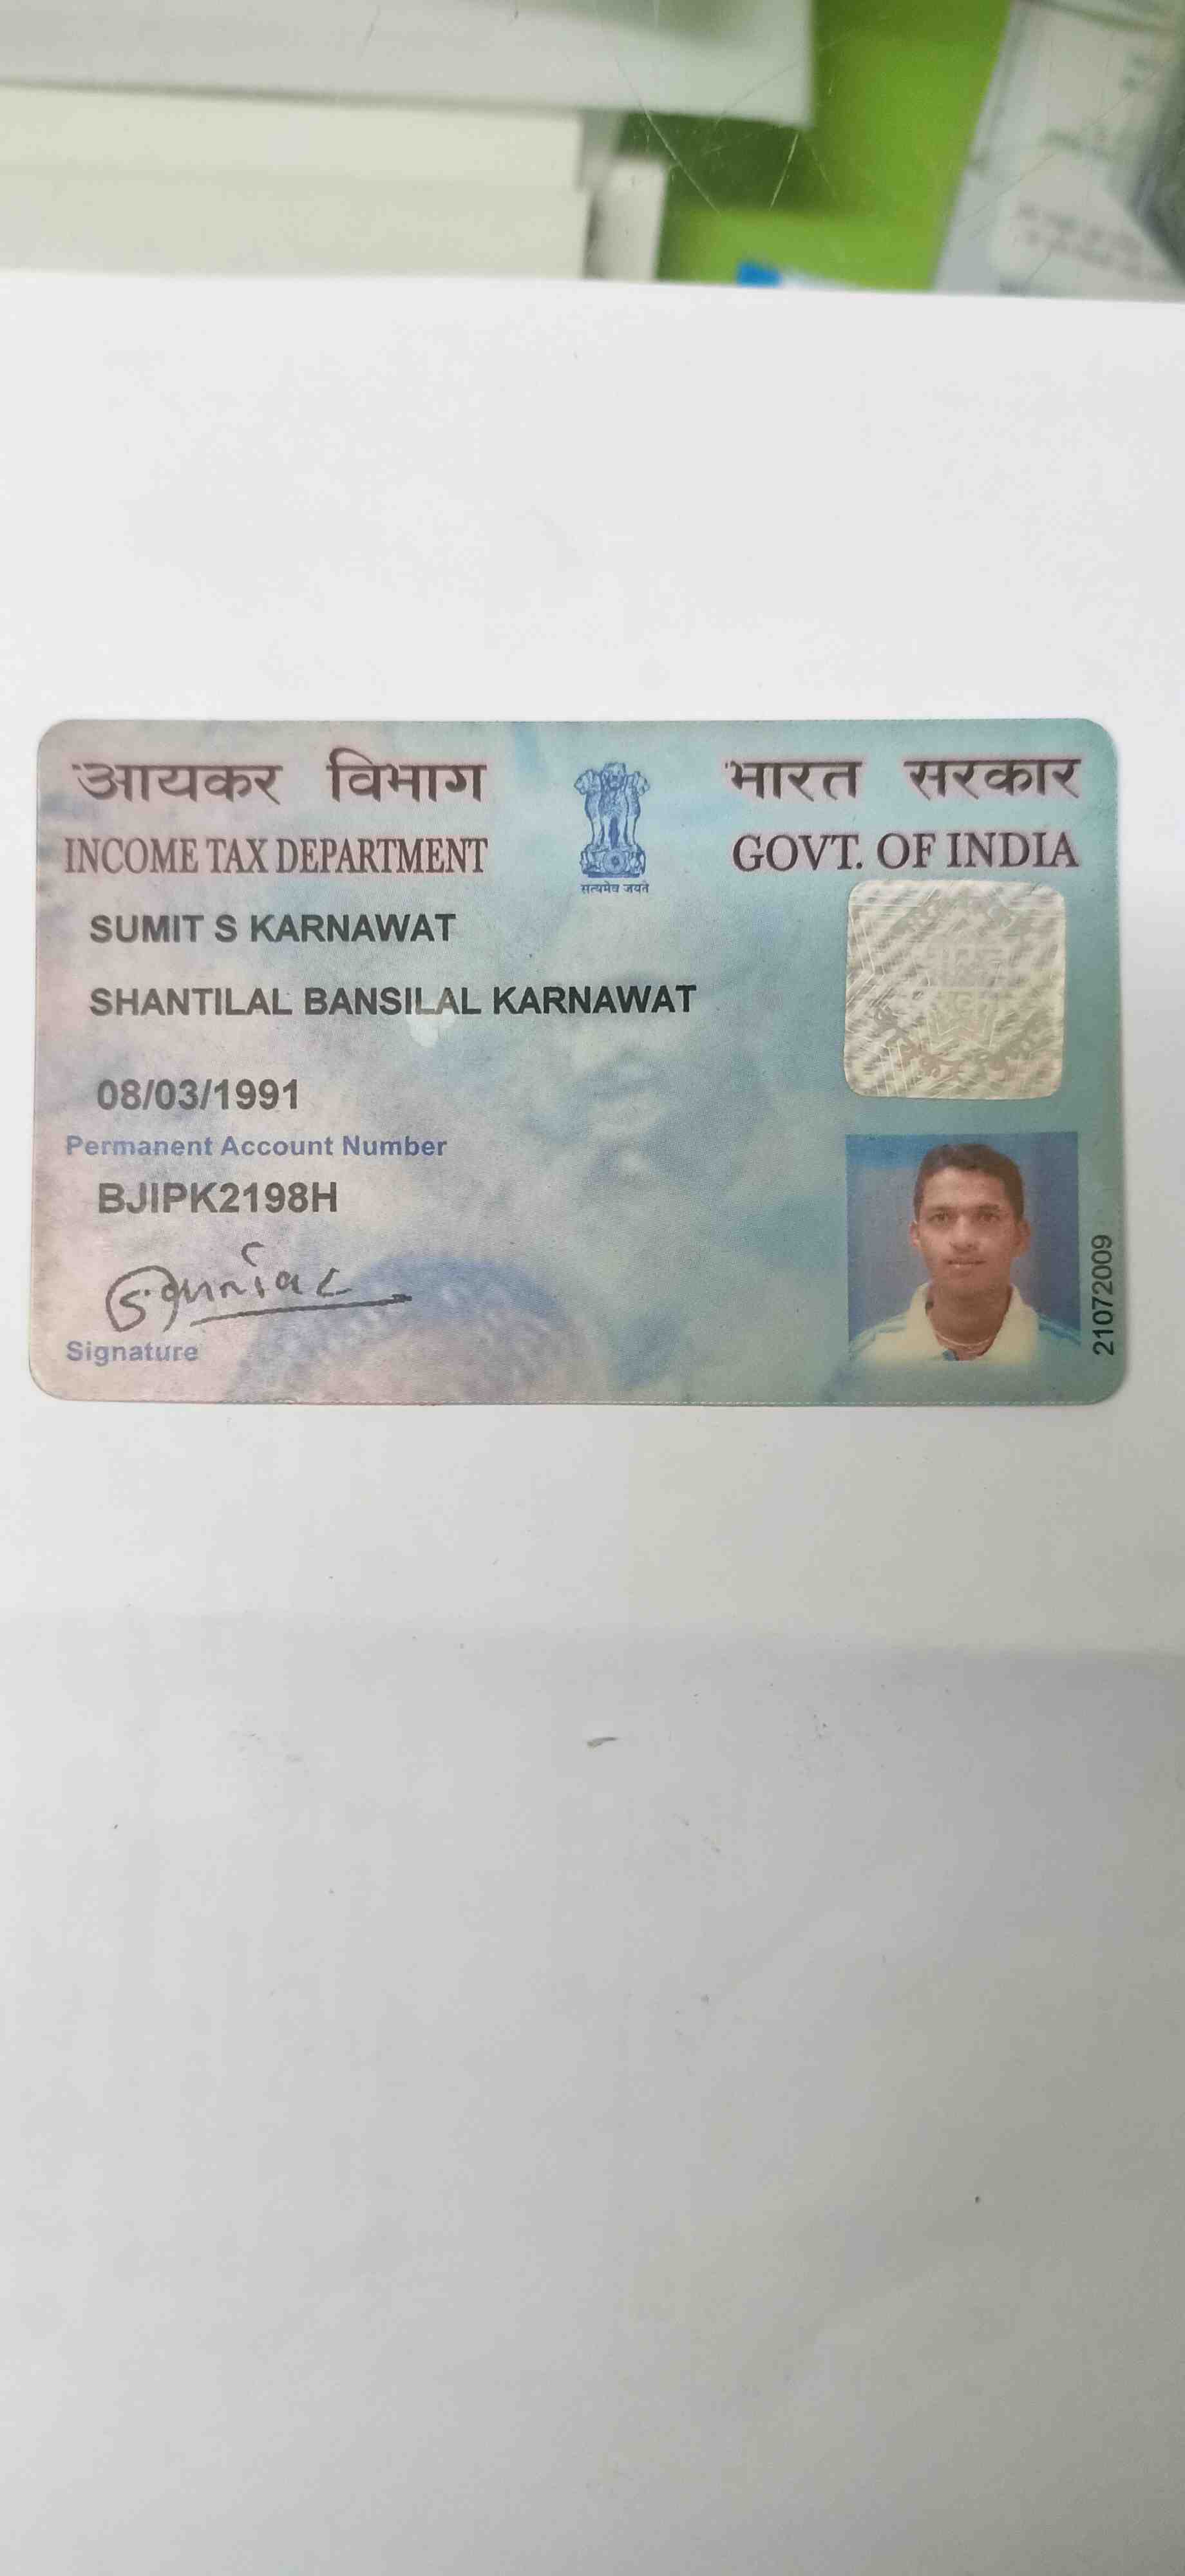 आयकर विभाग
INCOME TAX DEPARTMENT
सत्यमेव जयते
भारत सरकार
GOVT. OF INDIA
SUMIT S KARNAWAT
SHANTILAL BANSILAL KARNAWAT
08/03/1991
Permanent Account Number
BJIPK2198H
Signature
21072009